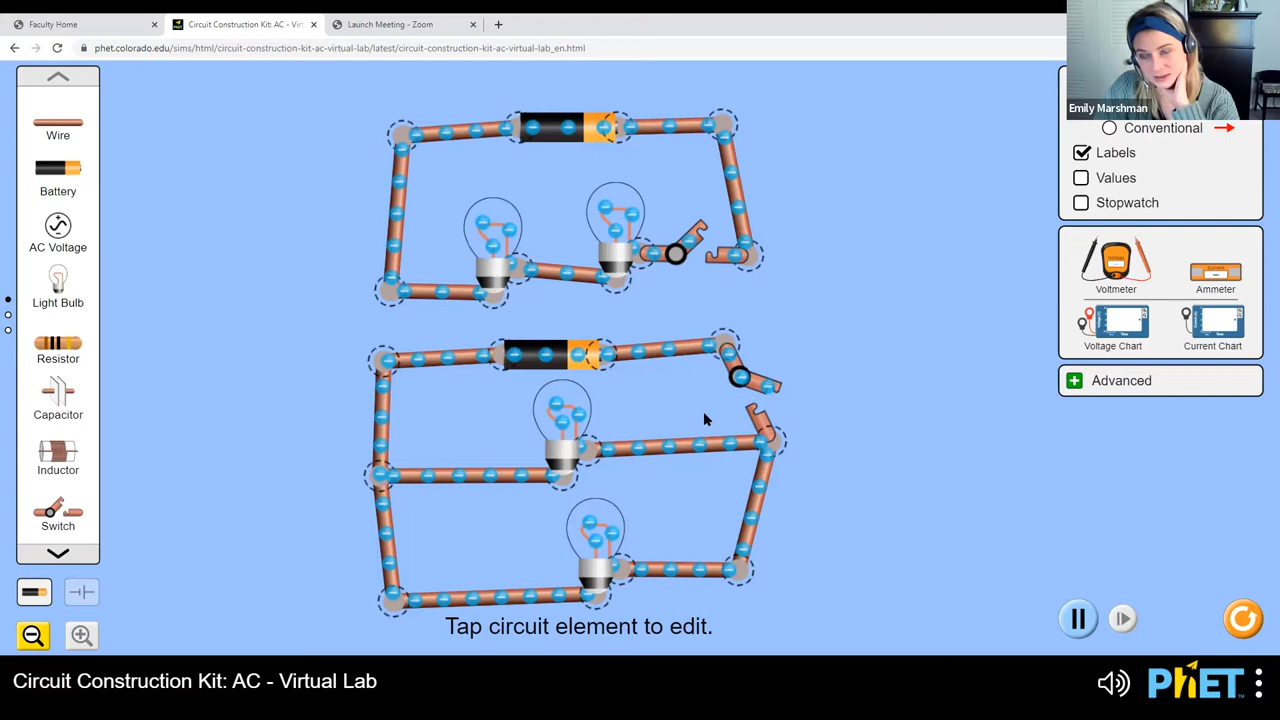 Faculty Home
Circuit Construction Kit: AC - Vir
Launch Meeting - Zoom
phet.colorado.edu/sims/html/circuit-construction-kit-ac-virtual-lab/latest/circuit-construction-kit-ac-virtual-lab_en.html
Emily Marshman
Conventional
Labels
Values
Stopwatch
Voltmeter
Ammeter
Voltage Chart
Current Chart
Advanced
Wire
Battery
AC Voltage
Light Bulb
Resistor
Capacitor
Inductor
Switch
Tap circuit element to edit.
Circuit Construction Kit: AC - Virtual Lab
PhET